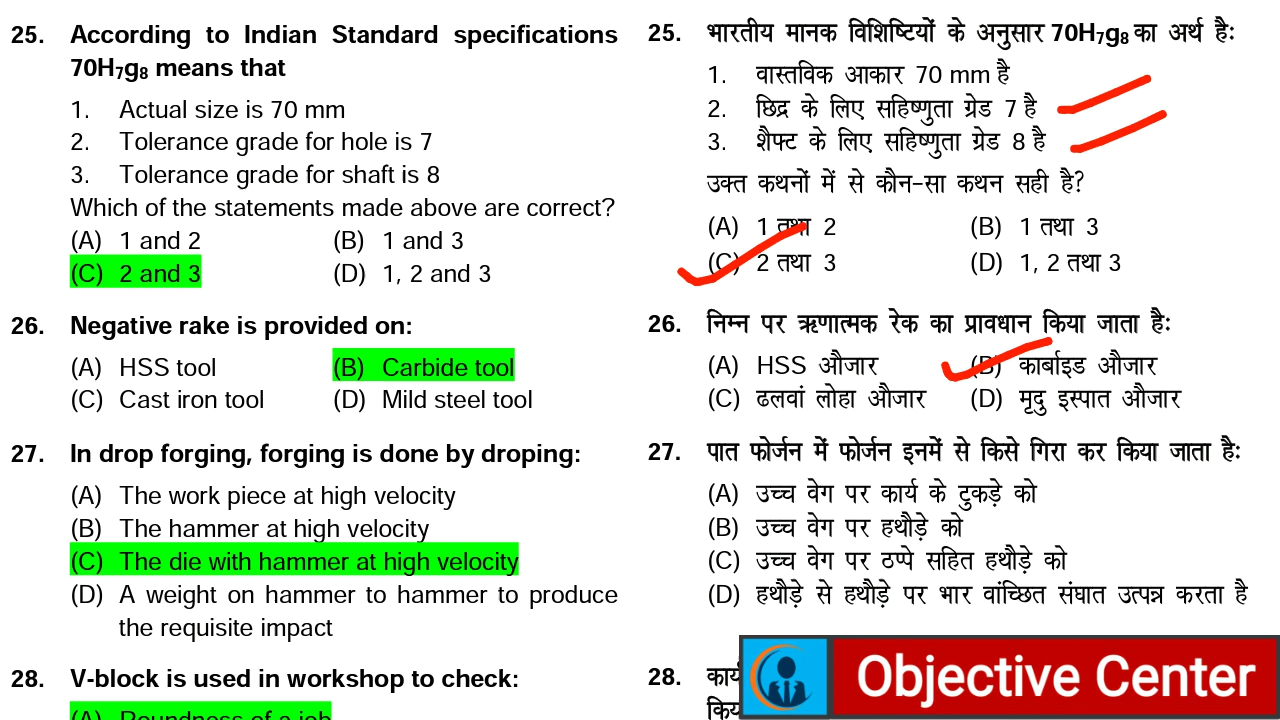 25. According to Indian Standard specifications
70H₇g₈ means that
1. Actual size is 70 mm
2. Tolerance grade for hole is 7
3. Tolerance grade for shaft is 8
Which of the statements made above are correct?
(A) 1 and 2 (B) 1 and 3
(C) 2 and 3 (D) 1, 2 and 3
26. Negative rake is provided on:
(A) HSS tool (B) Carbide tool
(C) Cast iron tool (D) Mild steel tool
27. In drop forging, forging is done by droping:
(A) The work piece at high velocity
(B) The hammer at high velocity
(C) The die with hammer at high velocity
(D) A weight on hammer to hammer to produce
the requisite impact
28. V-block is used in workshop to check:
(A) Roundness of a job
25. भारतीय मानक विशिष्टियों के अनुसार 70H₇g₈ का अर्थ है:
1. वास्तविक आकार 70 mm है
2. छिद्र के लिए सहिष्णुता ग्रेड 7 है
3. शैफ्ट के लिए सहिष्णुता ग्रेड 8 है
उक्त कथनों में से कौन-सा कथन सही है?
(A) 1 तथा 2 (B) 1 तथा 3
(C) 2 तथा 3 (D) 1, 2 तथा 3
26. निम्न पर ऋणात्मक रेक का प्रावधान किया जाता है:
(A) HSS औजार (B) कार्बाइड औजार
(C) ढलवां लोहा औजार (D) मृदु इस्पात औजार
27. पात फोर्जन में फोर्जन इनमें से किसे गिरा कर किया जाता है:
(A) उच्च वेग पर कार्य के टुकड़े को
(B) उच्च वेग पर हथौड़े को
(C) उच्च वेग पर ठप्पे सहित हथौड़े को
(D) हथौड़े से हथौड़े पर भार वांच्छित संघात उत्पन्न करता है
28.
Objective Center